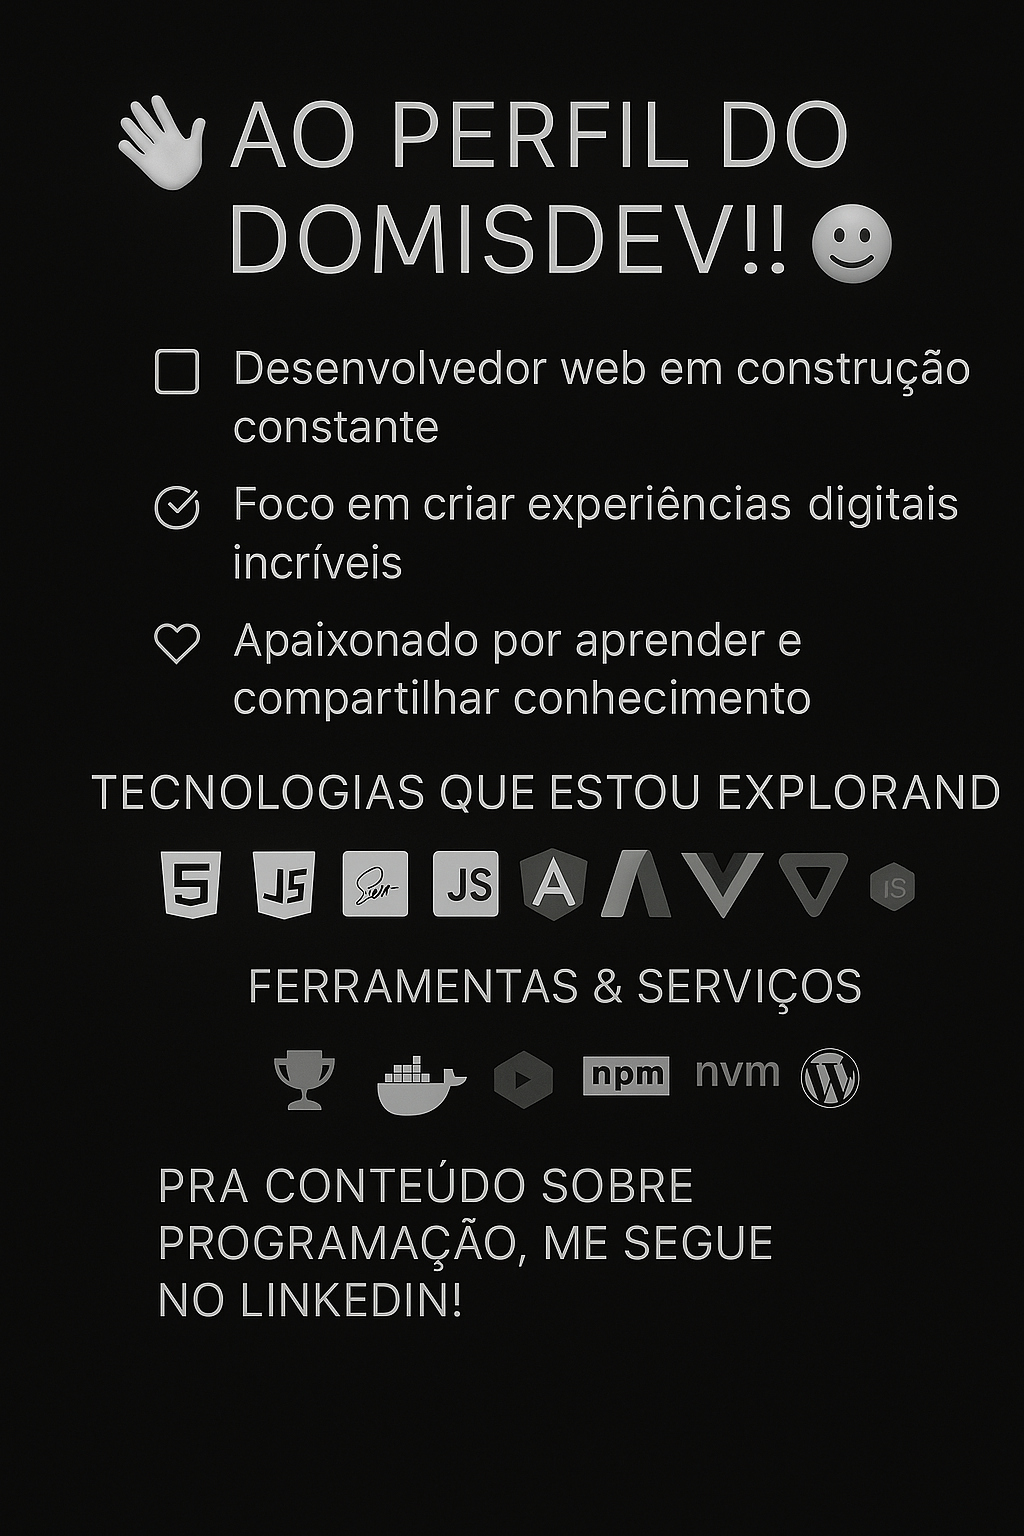 👋 AO PERFIL DO
DOMISDEV!! 🙂
Desenvolvedor web em construção
constante
Foco em criar experiências digitais
incríveis
Apaixonado por aprender e
compartilhar conhecimento
TECNOLOGIAS QUE ESTOU EXPLORAND
5 JS JS A JS
FERRAMENTAS & SERVIÇOS
npm nvm W
PRA CONTEÚDO SOBRE
PROGRAMAÇÃO, ME SEGUE
NO LINKEDIN!